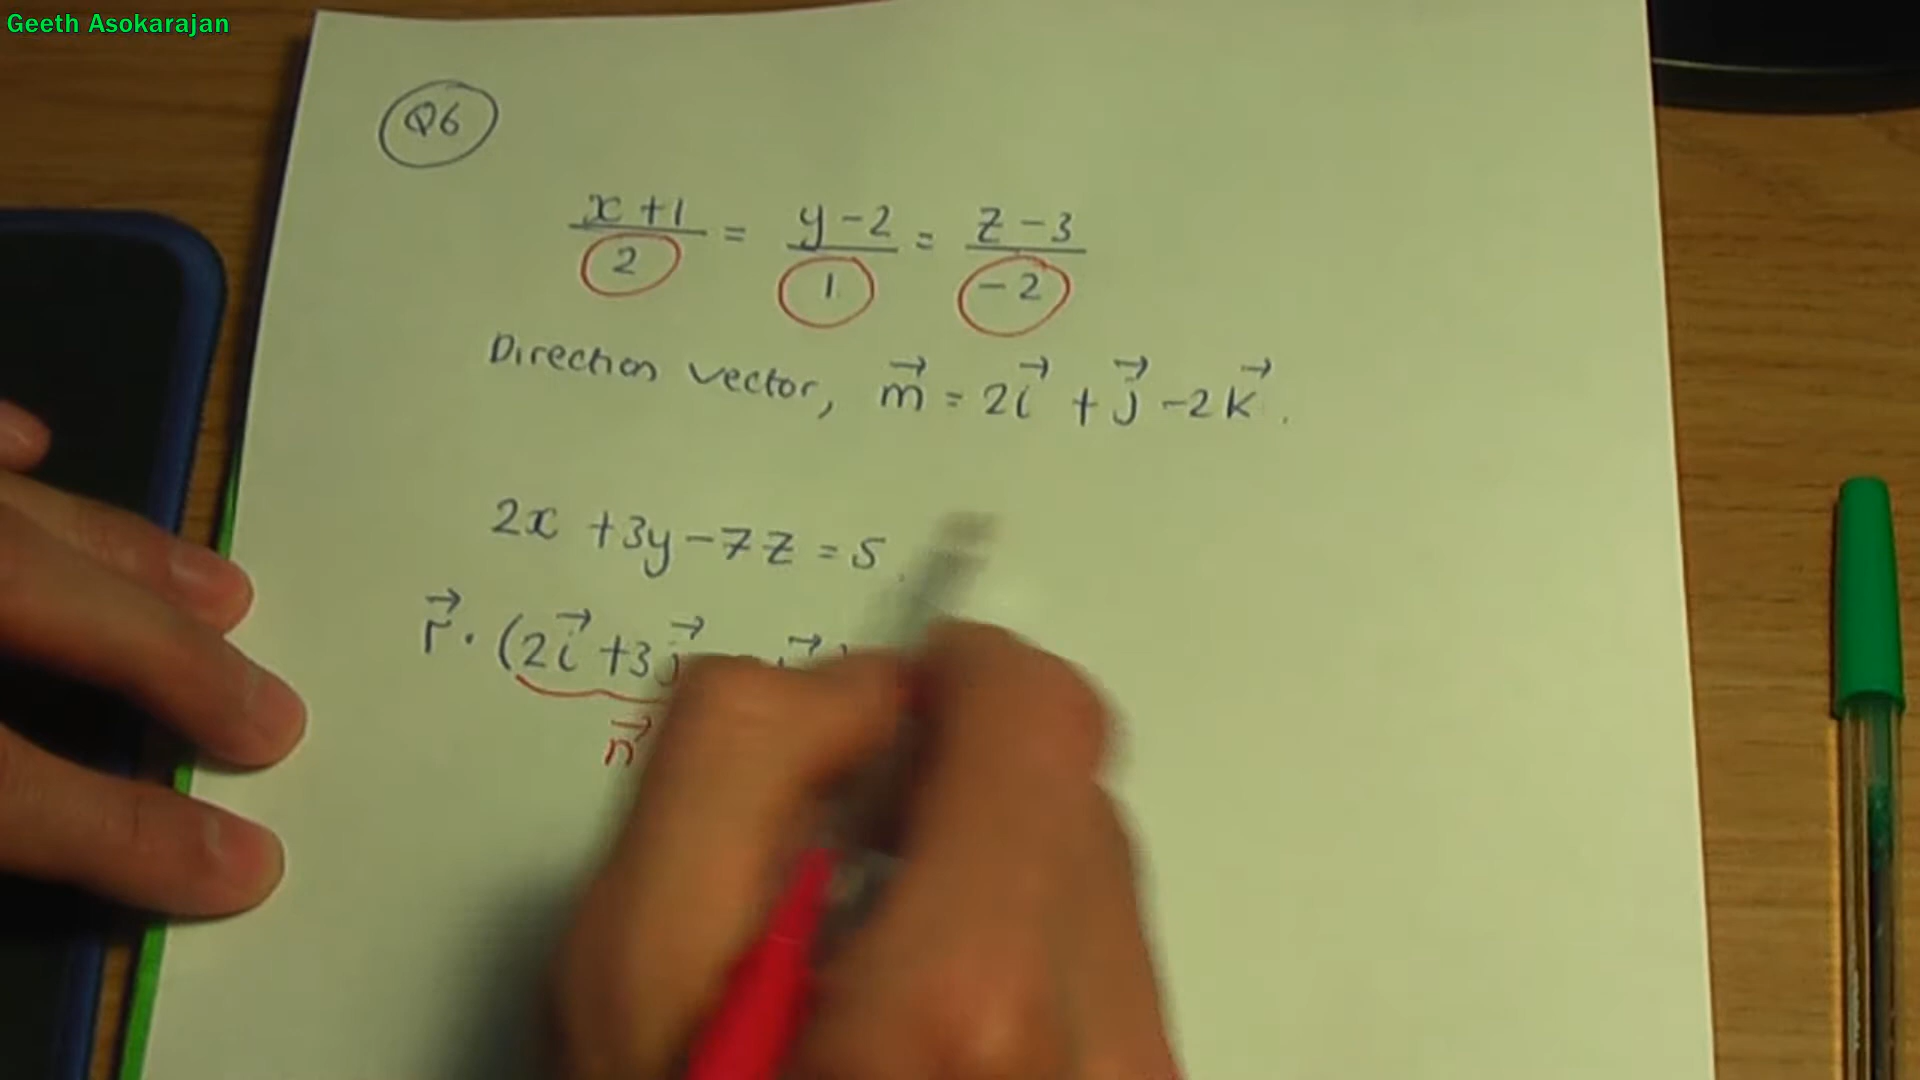 Geeth Asokarajan
Q6
x+1/2 = y-2/1 = z-3/-2
Direction vector, m⃗ = 2i⃗ + j⃗ -2k⃗.
2x +3y-7z=5.
r⃗. (2i⃗ +3j⃗
n⃗